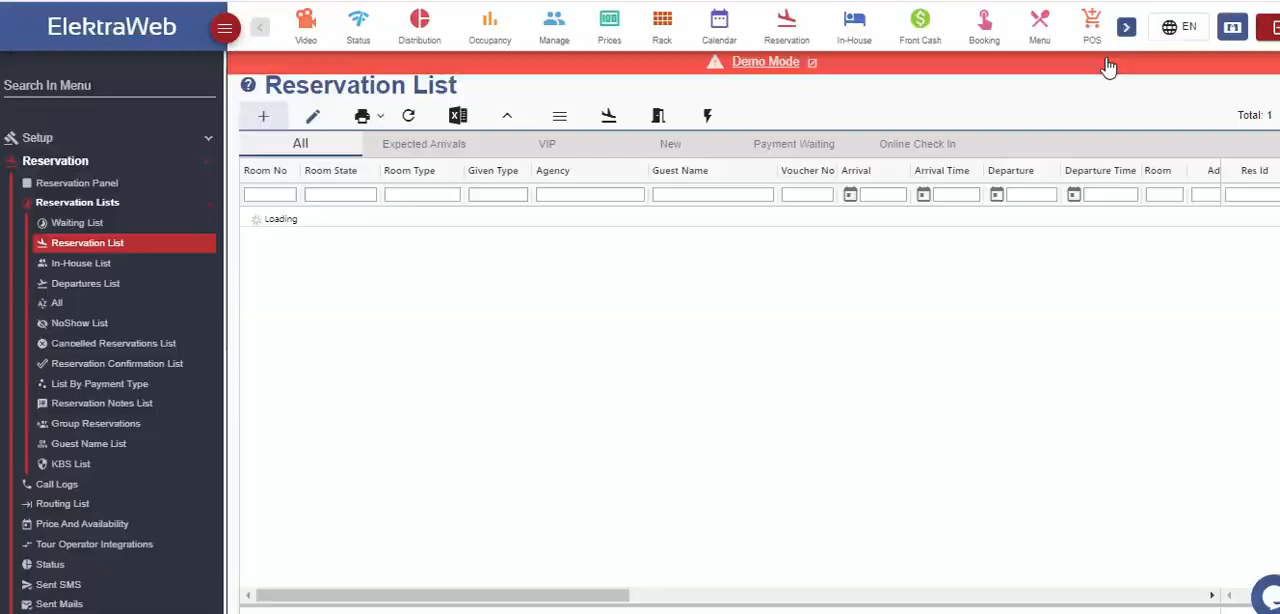 ElektraWeb
Video
Status
Distribution
Occupancy
Manage
Prices
Rack
Calendar
Reservation
In-House
Front Cash
Booking
Menu
POS
EN
Demo Mode
Search In Menu
Reservation List
Total: 1
Setup
Reservation
Reservation Panel
Reservation Lists
Waiting List
Reservation List
In-House List
Departures List
All
NoShow List
Cancelled Reservations List
Reservation Confirmation List
List By Payment Type
Reservation Notes List
Group Reservations
Guest Name List
KBS List
Call Logs
Routing List
Price And Availability
Tour Operator Integrations
Status
Sent SMS
Sent Mails
All
Expected Arrivals
VIP
New
Payment Waiting
Online Check In
Room No
Room State
Room Type
Given Type
Agency
Guest Name
Voucher No
Arrival
Arrival Time
Departure
Departure Time
Room
Ad
Res Id
Loading